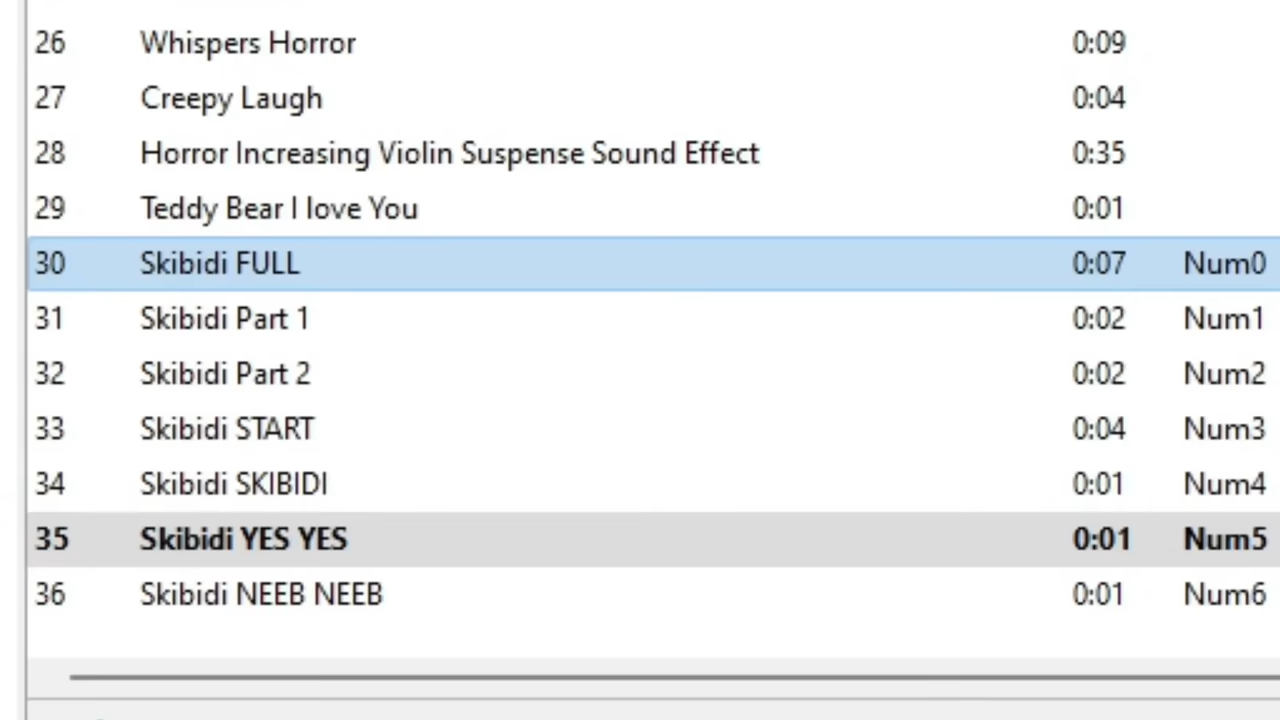 26 Whispers Horror 0:09
27 Creepy Laugh 0:04
28 Horror Increasing Violin Suspense Sound Effect 0:35
29 Teddy Bear I love You 0:01
30 Skibidi FULL 0:07 Num0
31 Skibidi Part 1 0:02 Num1
32 Skibidi Part 2 0:02 Num2
33 Skibidi START 0:04 Num3
34 Skibidi SKIBIDI 0:01 Num4
35 Skibidi YES YES 0:01 Num5
36 Skibidi NEEB NEEB 0:01 Num6